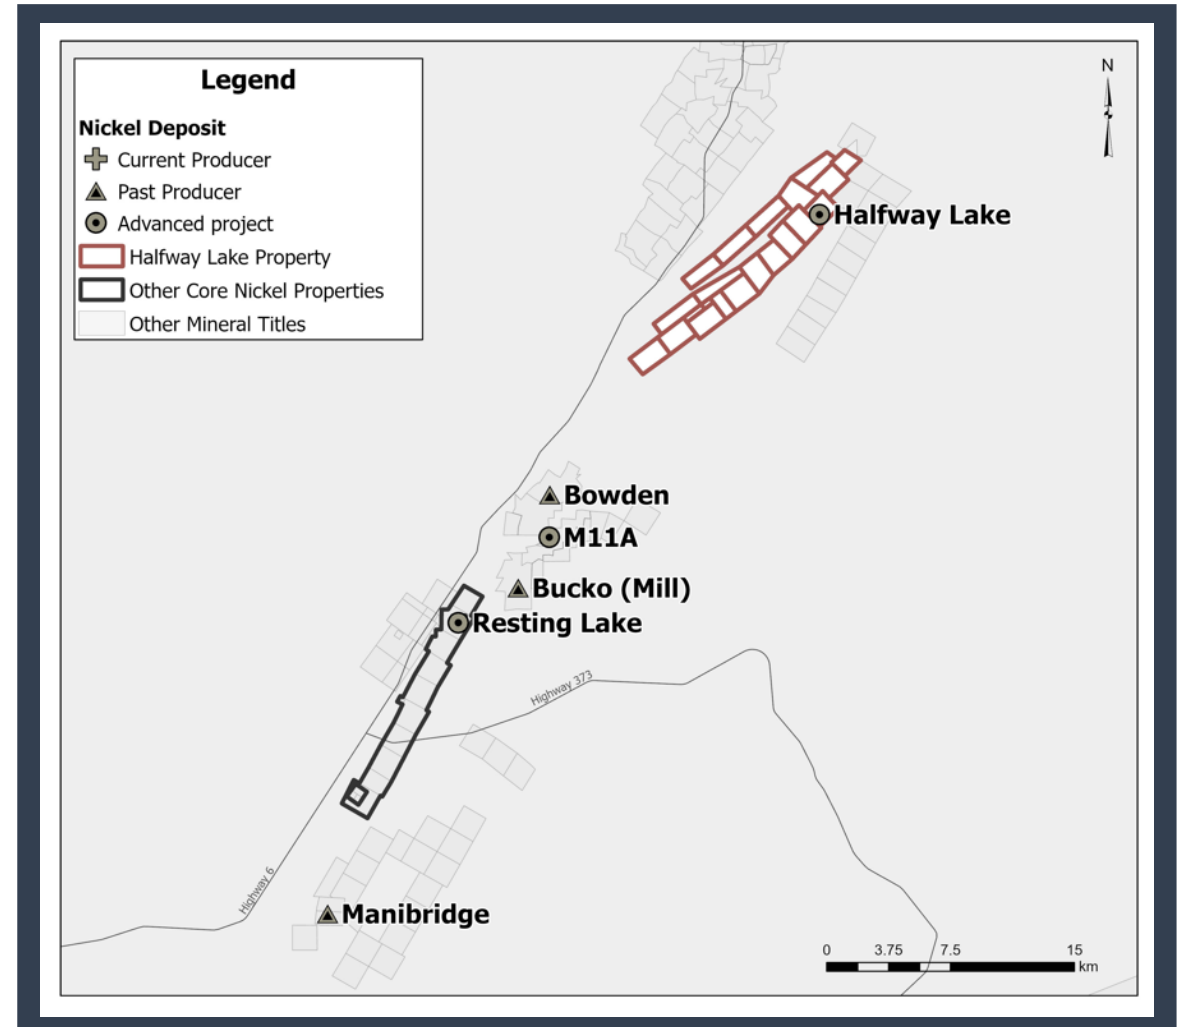 Legend
Nickel Deposit
Current Producer
Past Producer
Advanced project
Halfway Lake Property
Other Core Nickel Properties
Other Mineral Titles
N
Halfway Lake
Bowden
M11A
Bucko (Mill)
Resting Lake
Highway 373
Highway 6
Manibridge
0 3.75 7.5 15
km